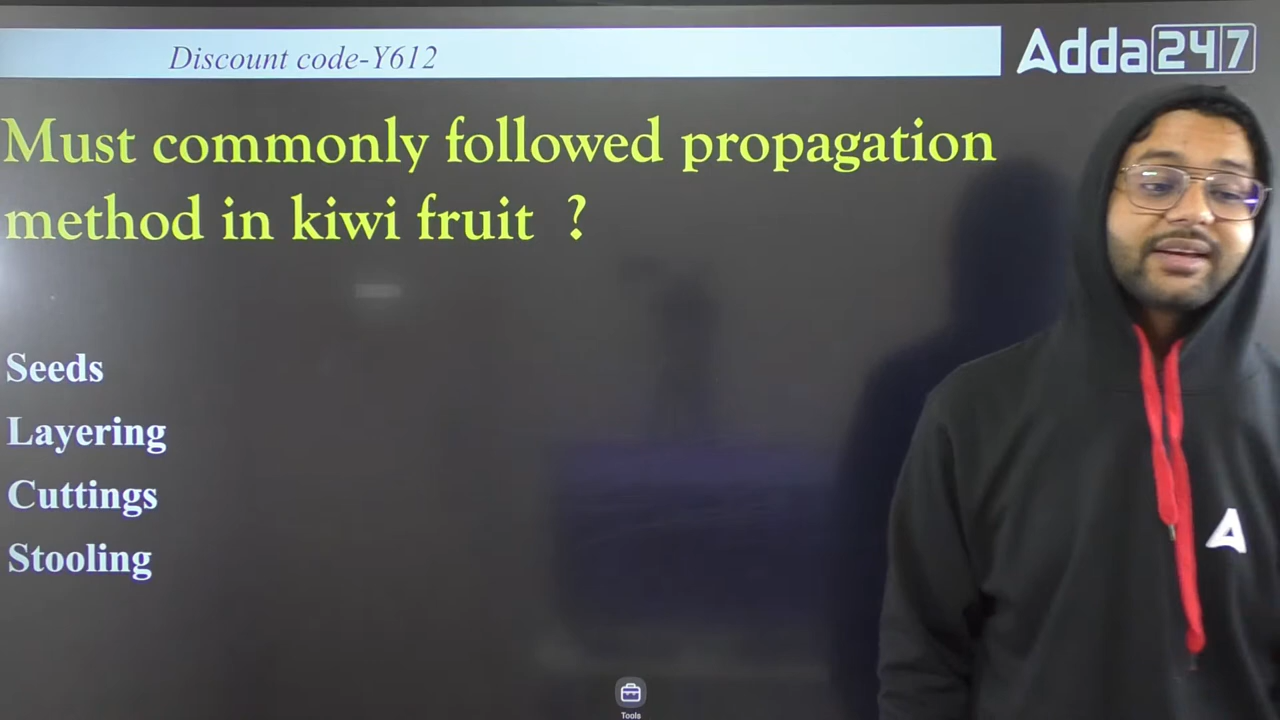 Discount code-Y612
Adda247
Must commonly followed propagation
method in kiwi fruit ?
Seeds
Layering
Cuttings
Stooling
Tools